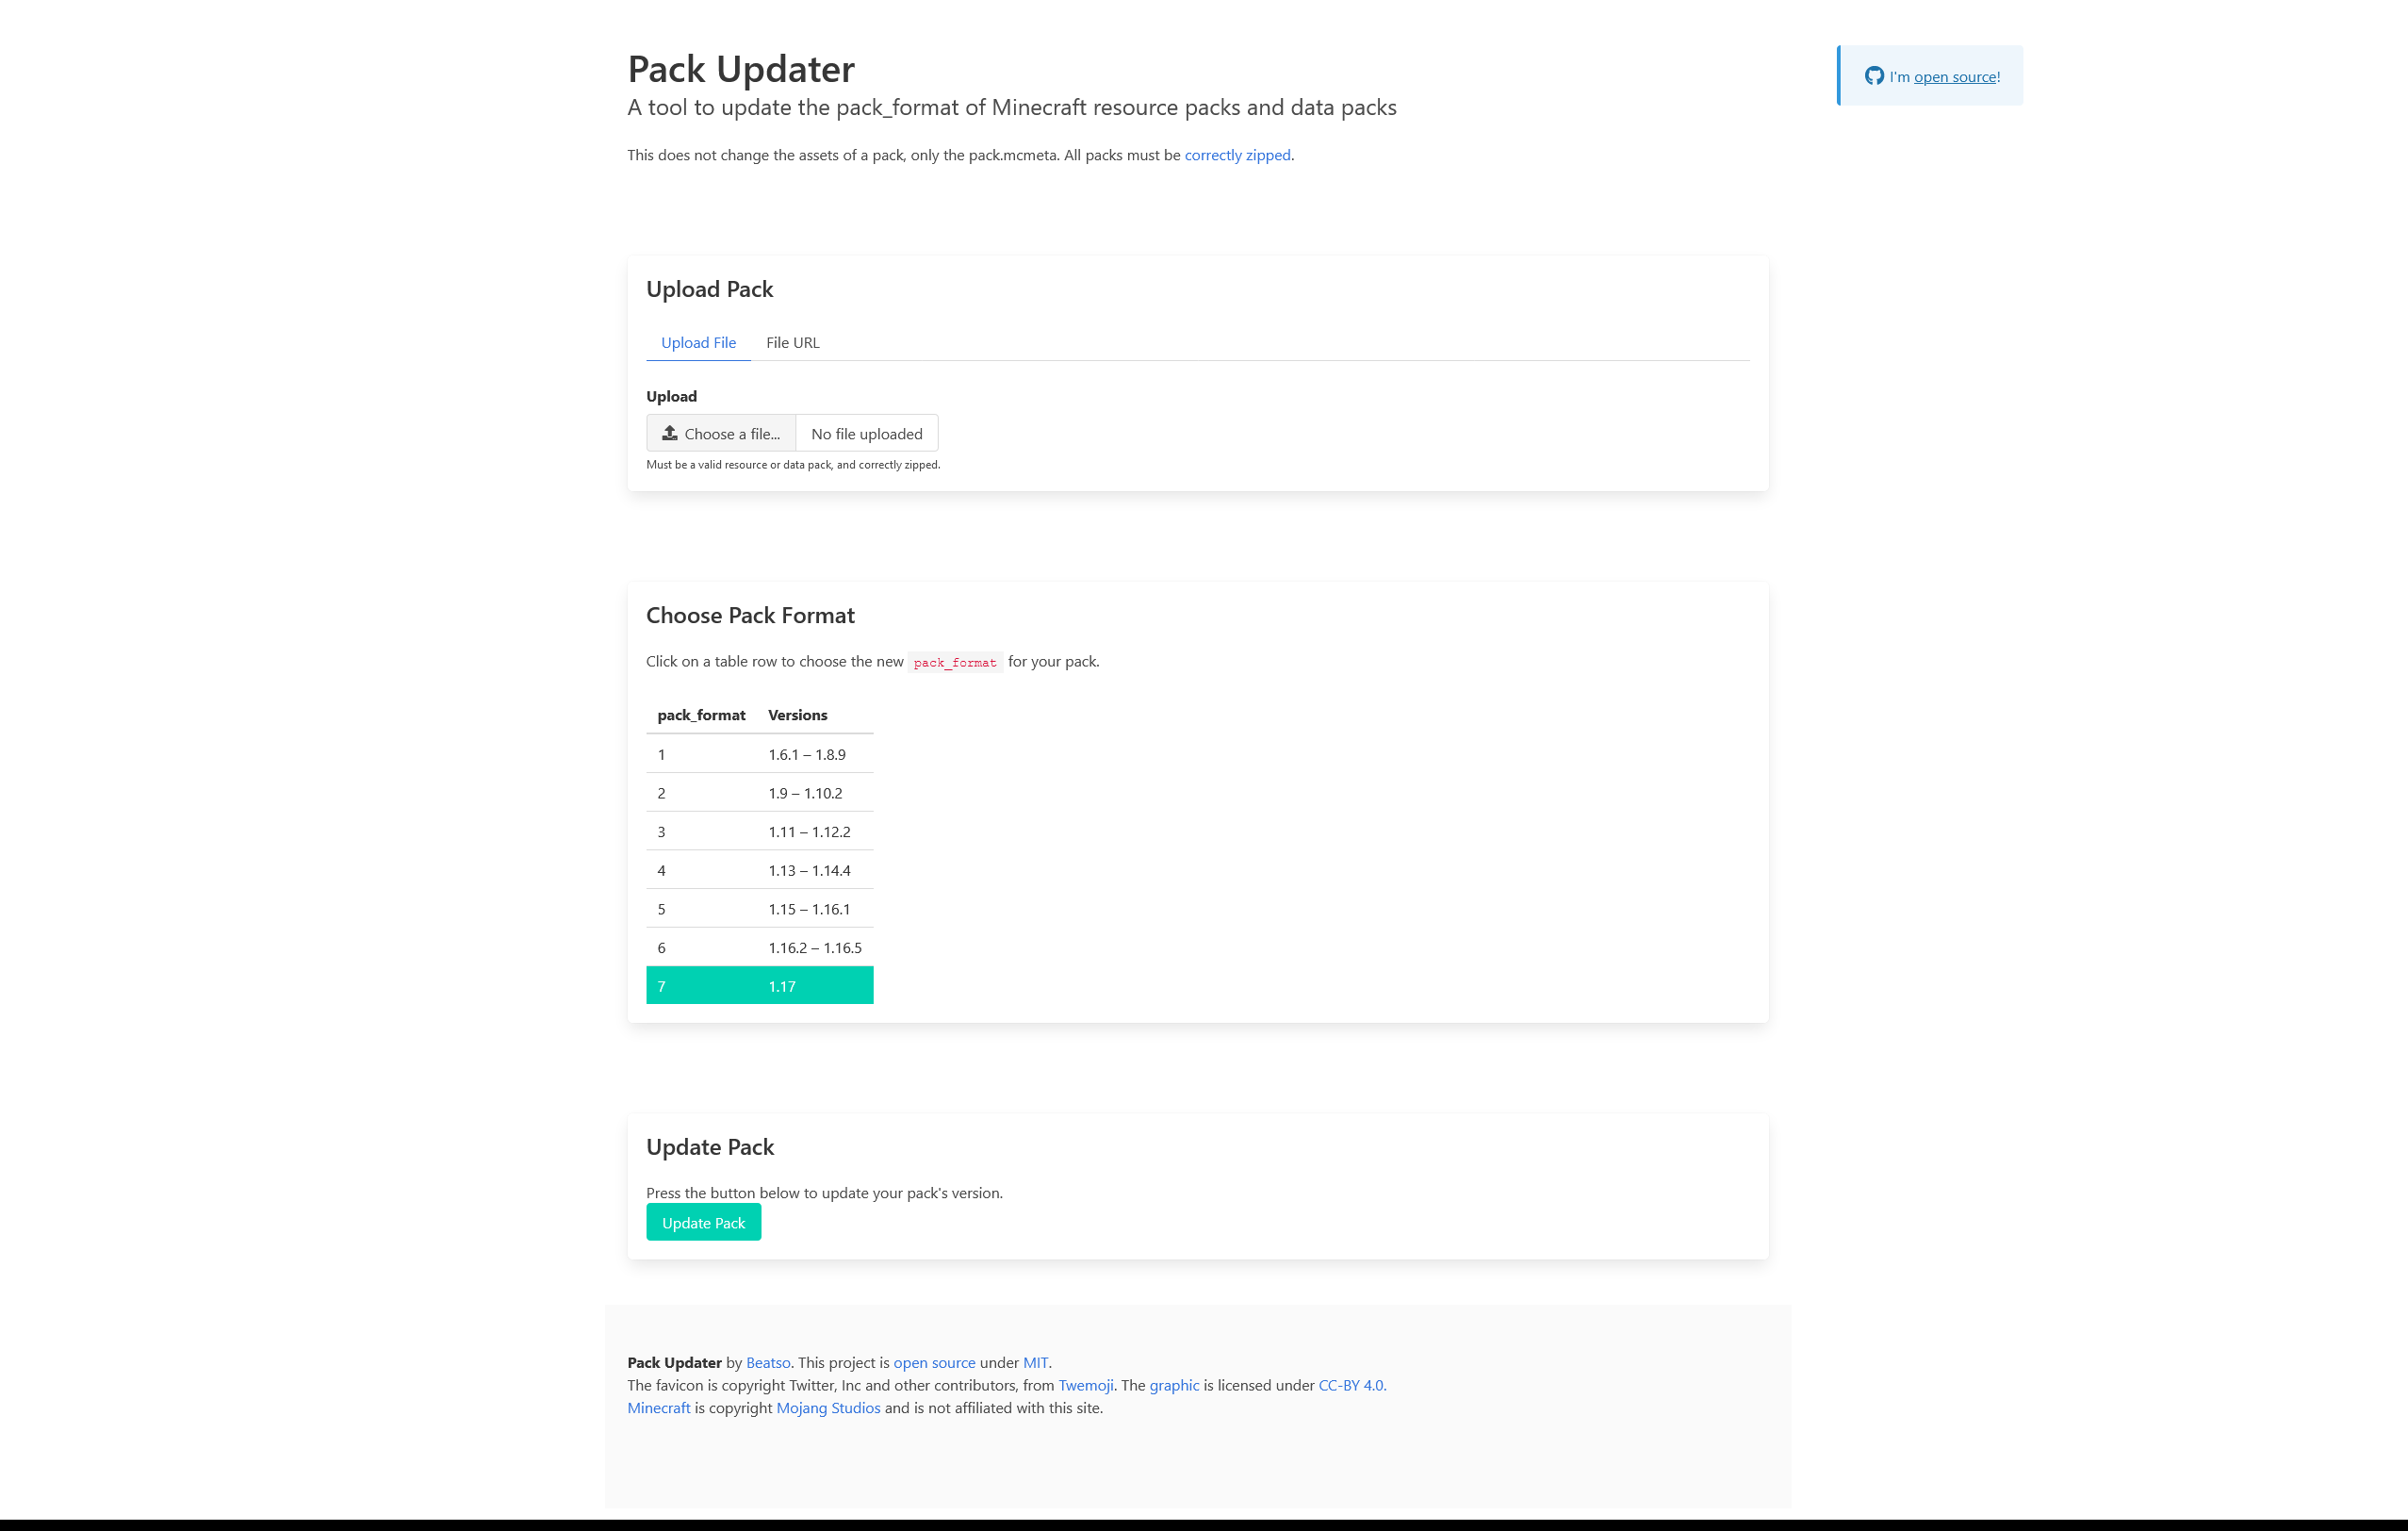 Pack Updater
A tool to update the pack_format of Minecraft resource packs and data packs
I'm open source!
This does not change the assets of a pack, only the pack.mcmeta. All packs must be correctly zipped.
Upload Pack
Upload File File URL
Upload
Choose a file... No file uploaded
Must be a valid resource or data pack, and correctly zipped.
Choose Pack Format
Click on a table row to choose the new pack_format for your pack.
pack_format Versions
1 1.6.1 – 1.8.9
2 1.9 – 1.10.2
3 1.11 – 1.12.2
4 1.13 – 1.14.4
5 1.15 – 1.16.1
6 1.16.2 – 1.16.5
7 1.17
Update Pack
Press the button below to update your pack's version.
Update Pack
Pack Updater by Beatso. This project is open source under MIT.
The favicon is copyright Twitter, Inc and other contributors, from Twemoji. The graphic is licensed under CC-BY 4.0.
Minecraft is copyright Mojang Studios and is not affiliated with this site.